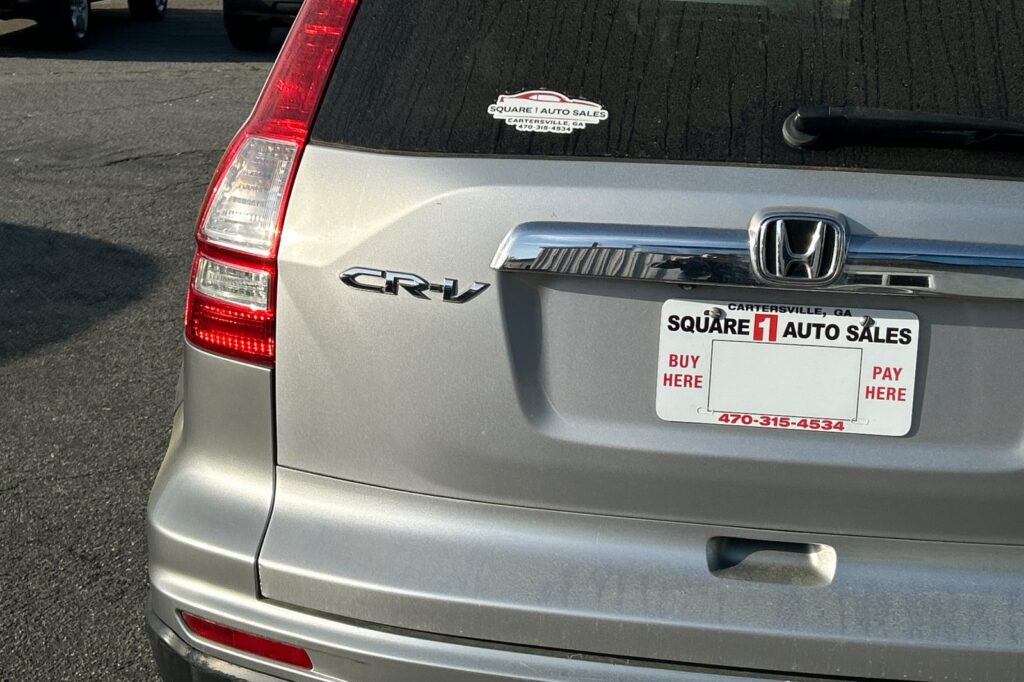 SQUARE 1 AUTO SALES
CARTERSVILLE, GA
470-315-4534
CR-V
CARTERSVILLE, GA
SQUARE 1 AUTO SALES
BUY HERE
PAY HERE
470-315-4534